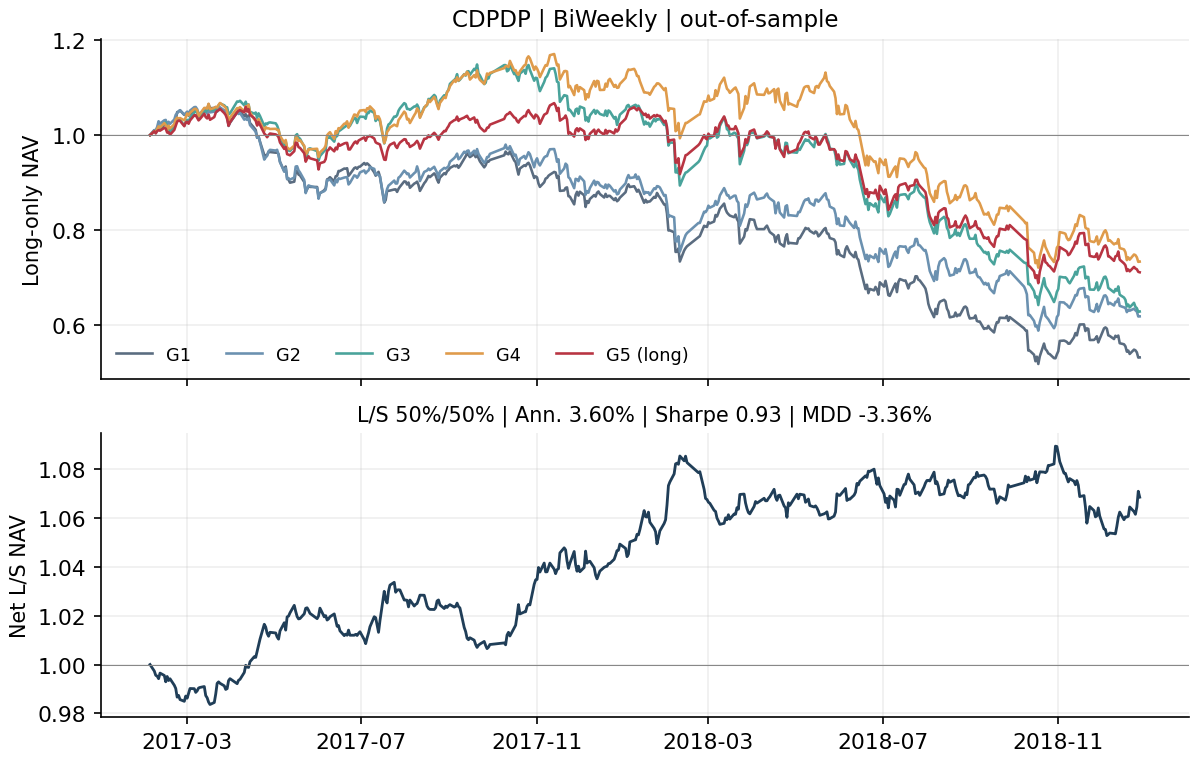 CDPDP | BiWeekly | out-of-sample
Long-only NAV
1.2
1.0
0.8
0.6
G1 G2 G3 G4 G5 (long)
L/S 50%/50% | Ann. 3.60% | Sharpe 0.93 | MDD -3.36%
Net L/S NAV
1.08
1.06
1.04
1.02
1.00
0.98
2017-03 2017-07 2017-11 2018-03 2018-07 2018-11